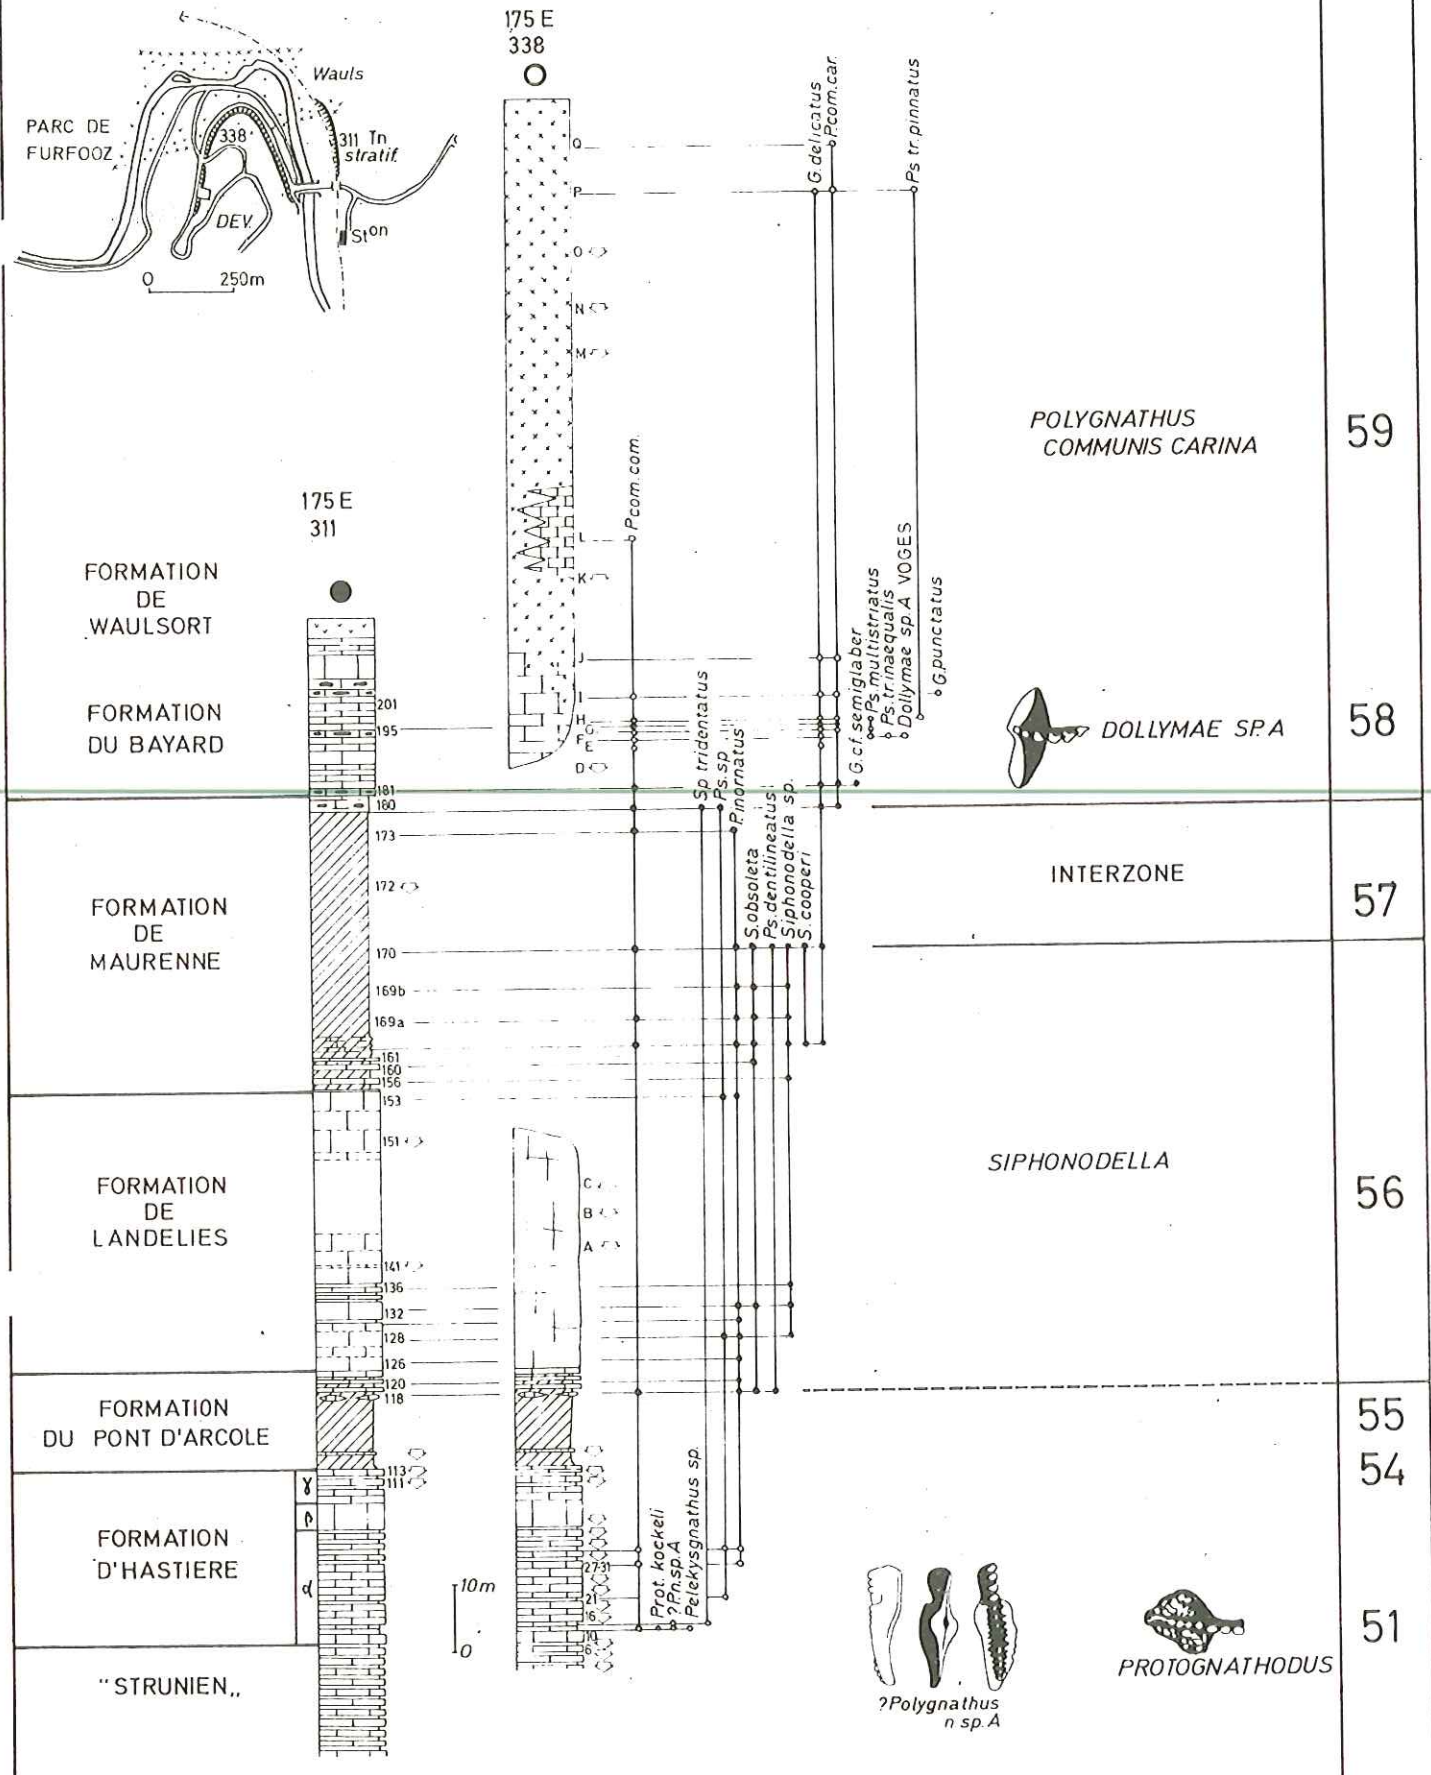 175 E
338
Wauls
PARC DE
FURFOOZ
338
311 Tn
stratif.
DEV.
Ston
0 250m
Q
P
O
N
M
L
K
J
I
H
G
F
E
D
G.delicatus
P.com.car.
Ps tr.pinnatus
P.com.com.
POLYGNATHUS
COMMUNIS CARINA
59
175 E
311
FORMATION
DE
WAULSORT
FORMATION
DU BAYARD
201
195
181
180
Sp tridentatus
Ps.sp
P.inornatus
G.cf.semiglaber
Ps.multistriatus
Ps.tr.inaequalis
Dollymae sp.A VOGES
G.punctatus
DOLLYMAE SP.A
58
FORMATION
DE
MAURENNE
173
172
170
169b
169a
161
160
156
S.obsoleta
Ps.dentilineatus
Siphonodella sp.
S.cooperi
INTERZONE
57
FORMATION
DE
LANDELIES
153
151
141
136
132
128
126
120
118
C
B
A
SIPHONODELLA
56
FORMATION
DU PONT D'ARCOLE
113
111
55
54
FORMATION
D'HASTIERE
γ
β
α
10m
0
27-31
21
16
10
6
Prot. kockeli
?Pn.sp.A
Pelekysgnathus sp.
?Polygnathus
n sp.A
PROTOGNATHODUS
51
"STRUNIEN„